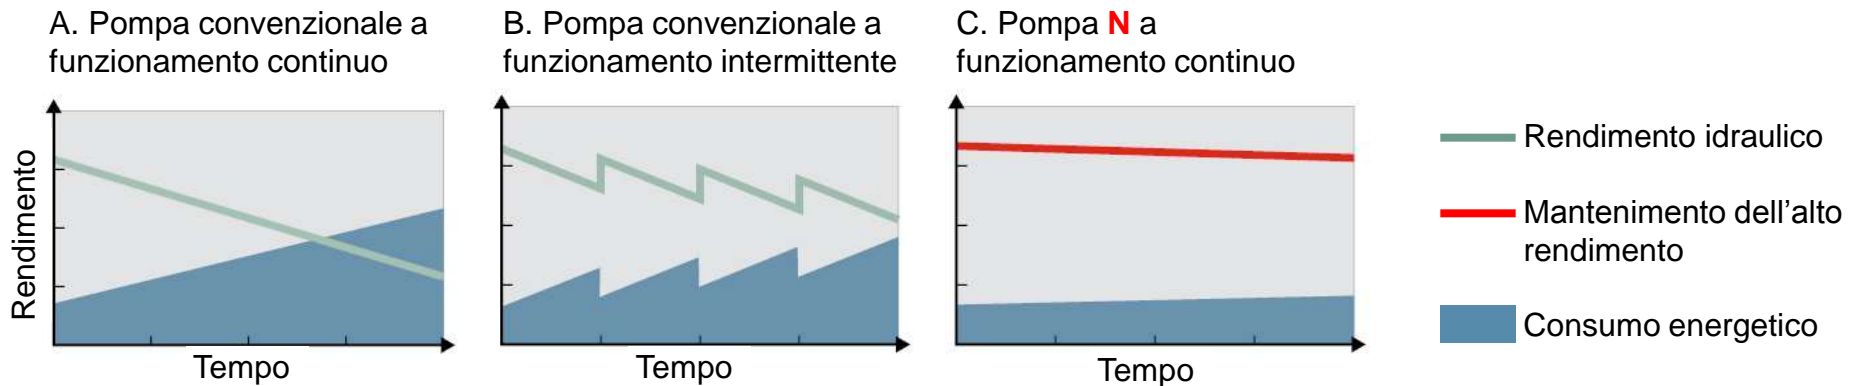 A. Pompa convenzionale a
funzionamento continuo
B. Pompa convenzionale a
funzionamento intermittente
C. Pompa N a
funzionamento continuo
Rendimento
Tempo
Tempo
Tempo
Rendimento idraulico
Mantenimento dell’alto
rendimento
Consumo energetico